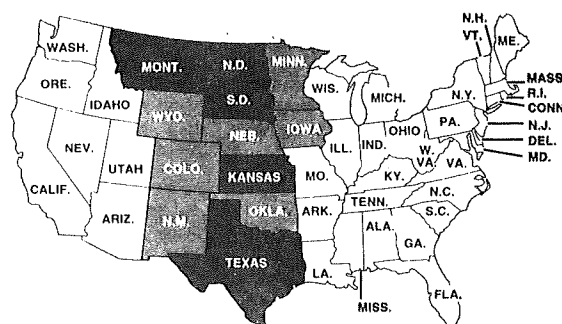 WASH.
ORE.
IDAHO
MONT.
N.D.
S.D.
MINN.
WYO.
NEB.
IOWA
NEV.
UTAH
COLO.
KANSAS
CALIF.
ARIZ.
N.M.
OKLA.
TEXAS
WIS.
MICH.
ILL.
IND.
OHIO
MO.
KY.
W.
VA.
VA.
PA.
N.Y.
VT.
N.H.
ME.
MASS
R.I.
CONN
N.J.
DEL.
MD.
ARK.
TENN.
N.C.
S.C.
LA.
MISS.
ALA.
GA.
FLA.